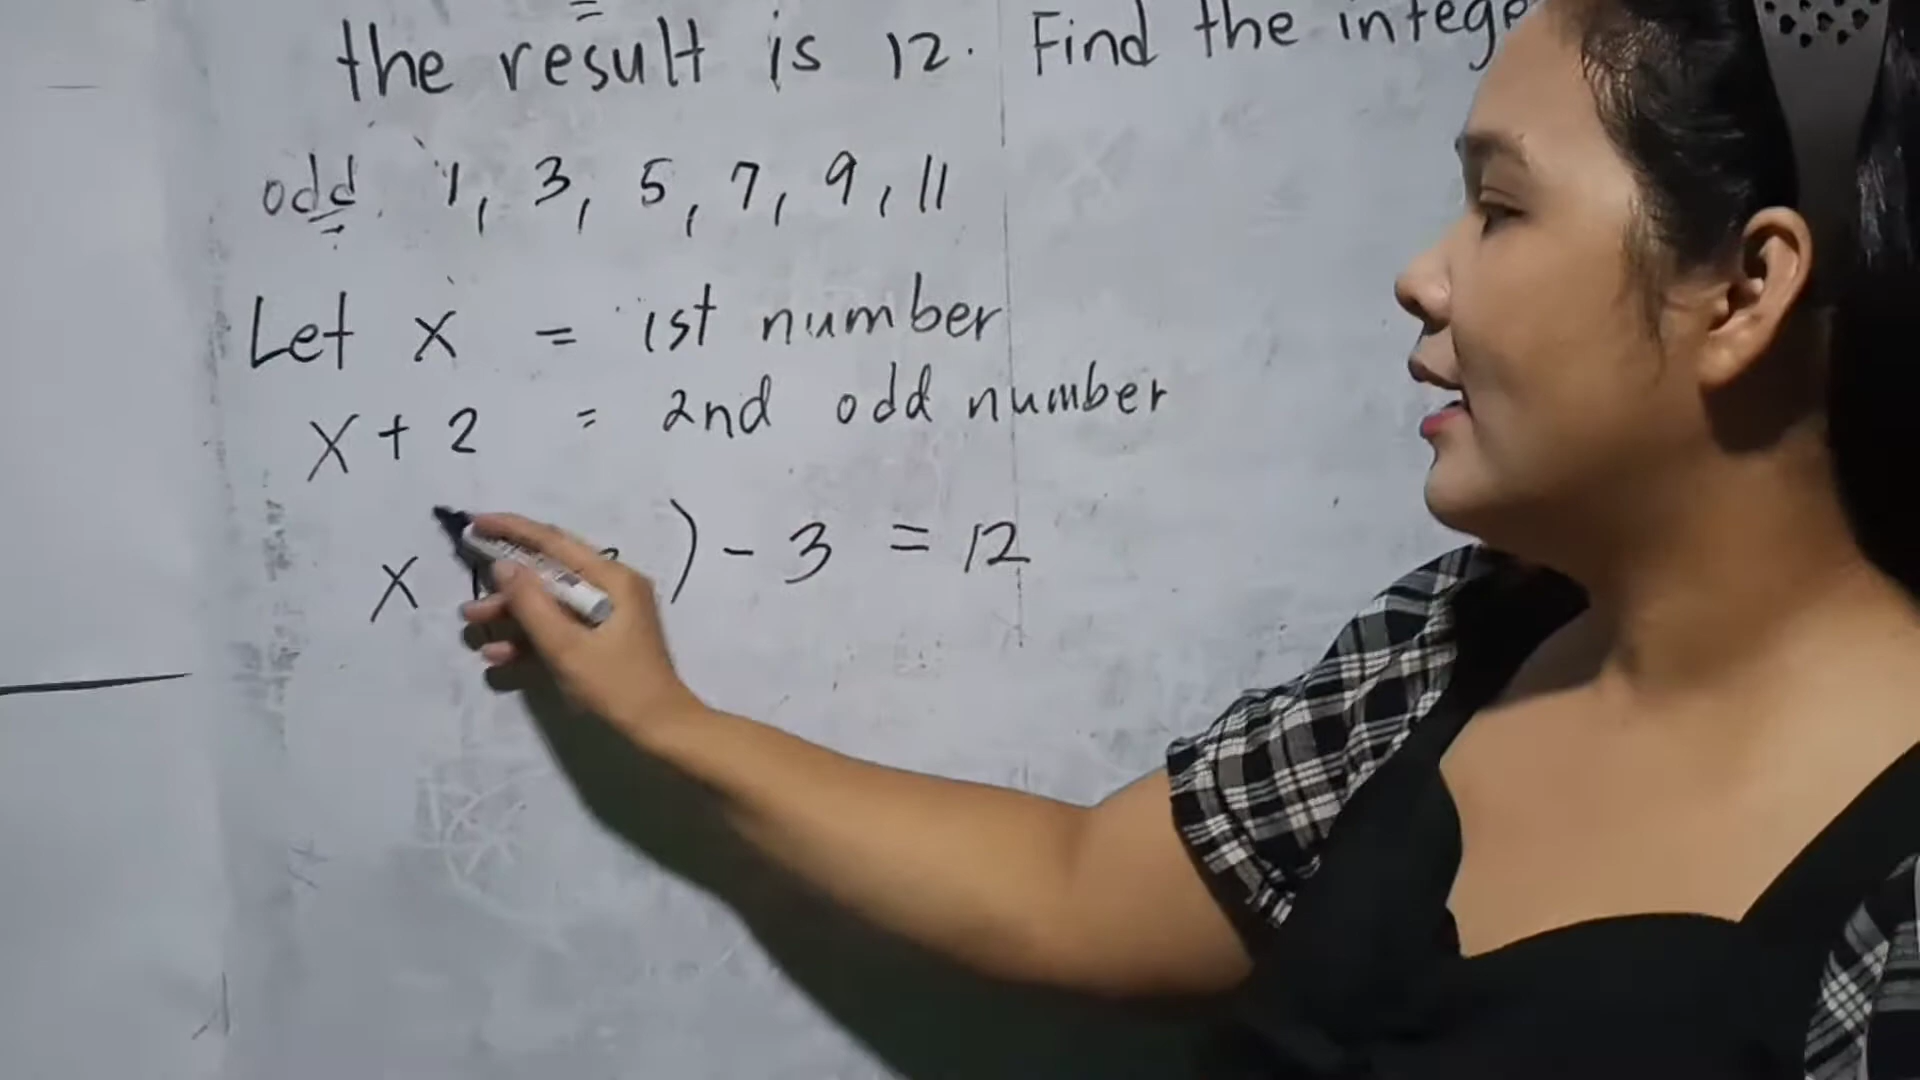 the result is 12. Find the
odd 1, 3, 5, 7, 9, 11
Let x = 1st number
x + 2 = 2nd odd number
x ) - 3 = 12